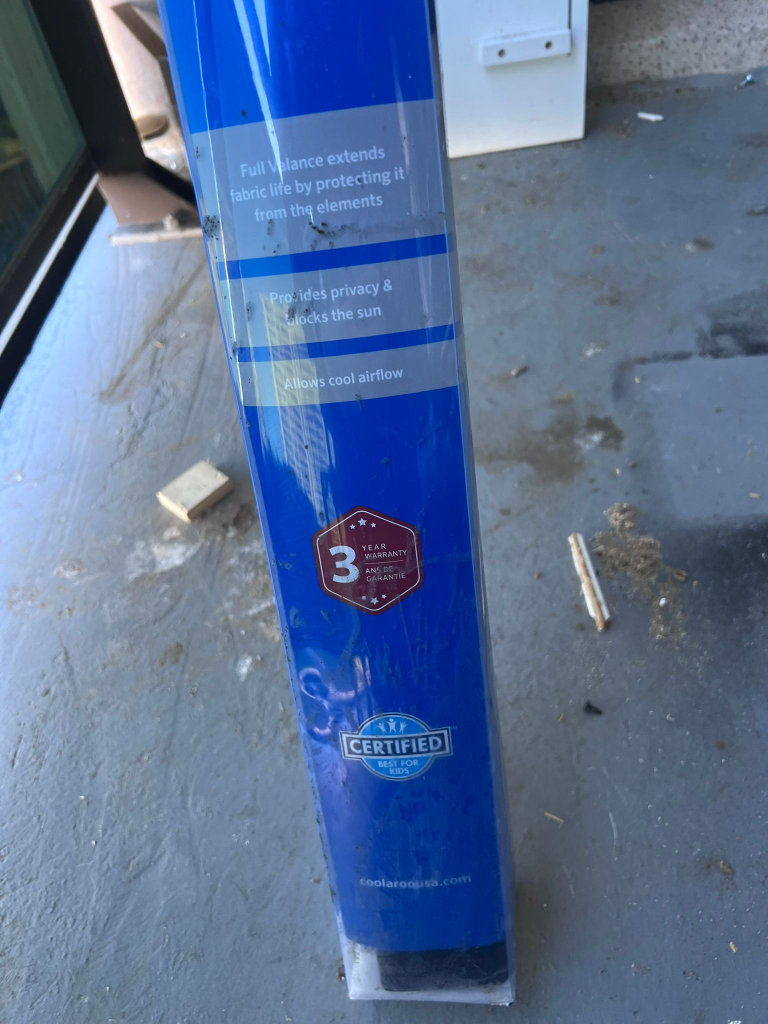 Full Valance extends
fabric life by protecting it
from the elements
Provides privacy &
blocks the sun
Allows cool airflow
3 YEAR
WARRANTY
ANS DE
GARANTIE
CERTIFIED
BEST FOR
KIDS
coolaroousa.com